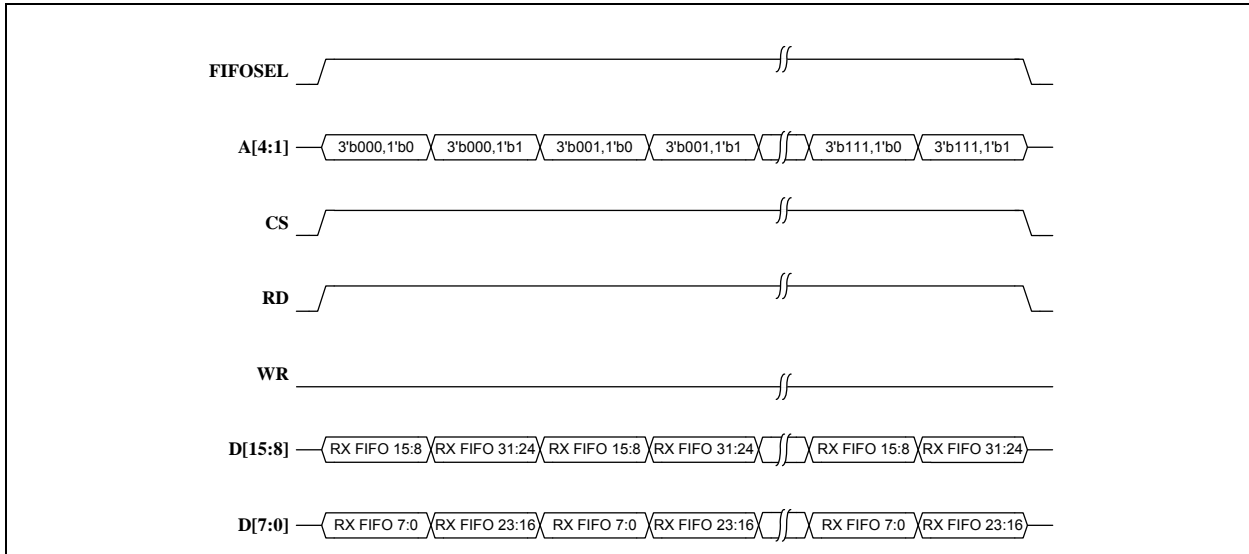 FIFOSEL
A[4:1] 3'b000,1'b0 3'b000,1'b1 3'b001,1'b0 3'b001,1'b1 3'b111,1'b0 3'b111,1'b1
CS
RD
WR
D[15:8] RX FIFO 15:8 RX FIFO 31:24 RX FIFO 15:8 RX FIFO 31:24 RX FIFO 15:8 RX FIFO 31:24
D[7:0] RX FIFO 7:0 RX FIFO 23:16 RX FIFO 7:0 RX FIFO 23:16 RX FIFO 7:0 RX FIFO 23:16